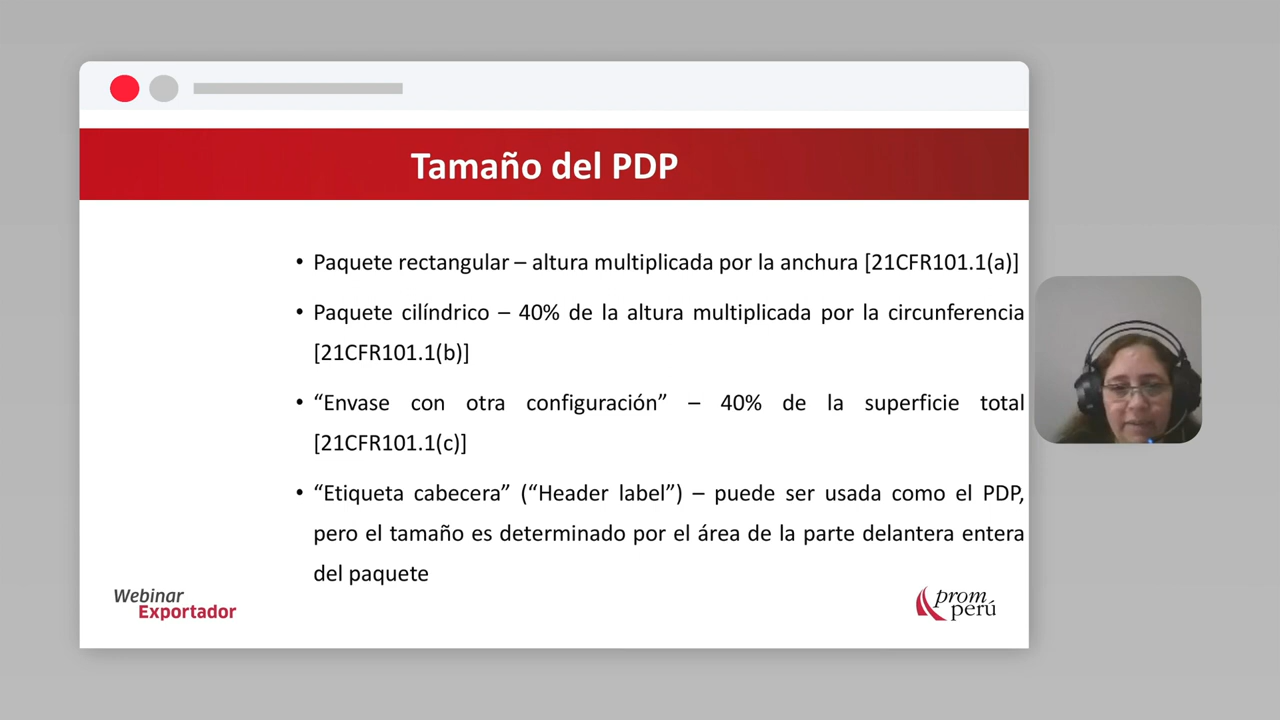 Tamaño del PDP
• Paquete rectangular – altura multiplicada por la anchura [21CFR101.1(a)]
• Paquete cilíndrico – 40% de la altura multiplicada por la circunferencia
[21CFR101.1(b)]
• “Envase con otra configuración” – 40% de la superficie total
[21CFR101.1(c)]
• “Etiqueta cabecera” (“Header label”) – puede ser usada como el PDP,
pero el tamaño es determinado por el área de la parte delantera entera
del paquete
Webinar
Exportador
prom
perú